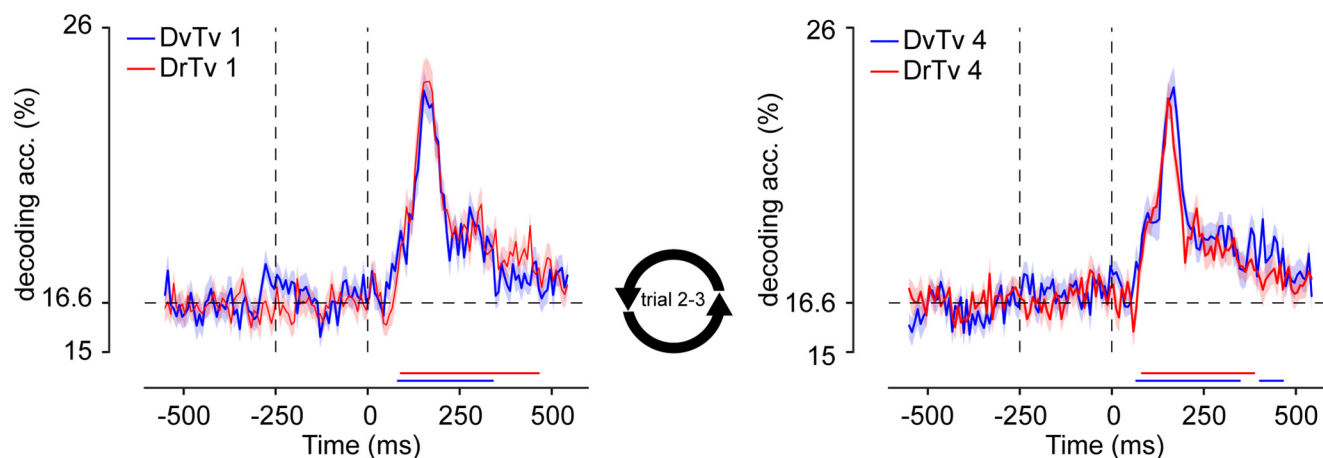 26
DvTv 1
DrTv 1
decoding acc. (%)
16.6
15
-500 -250 0 250 500
Time (ms)
trial 2-3
26
DvTv 4
DrTv 4
decoding acc. (%)
16.6
15
-500 -250 0 250 500
Time (ms)